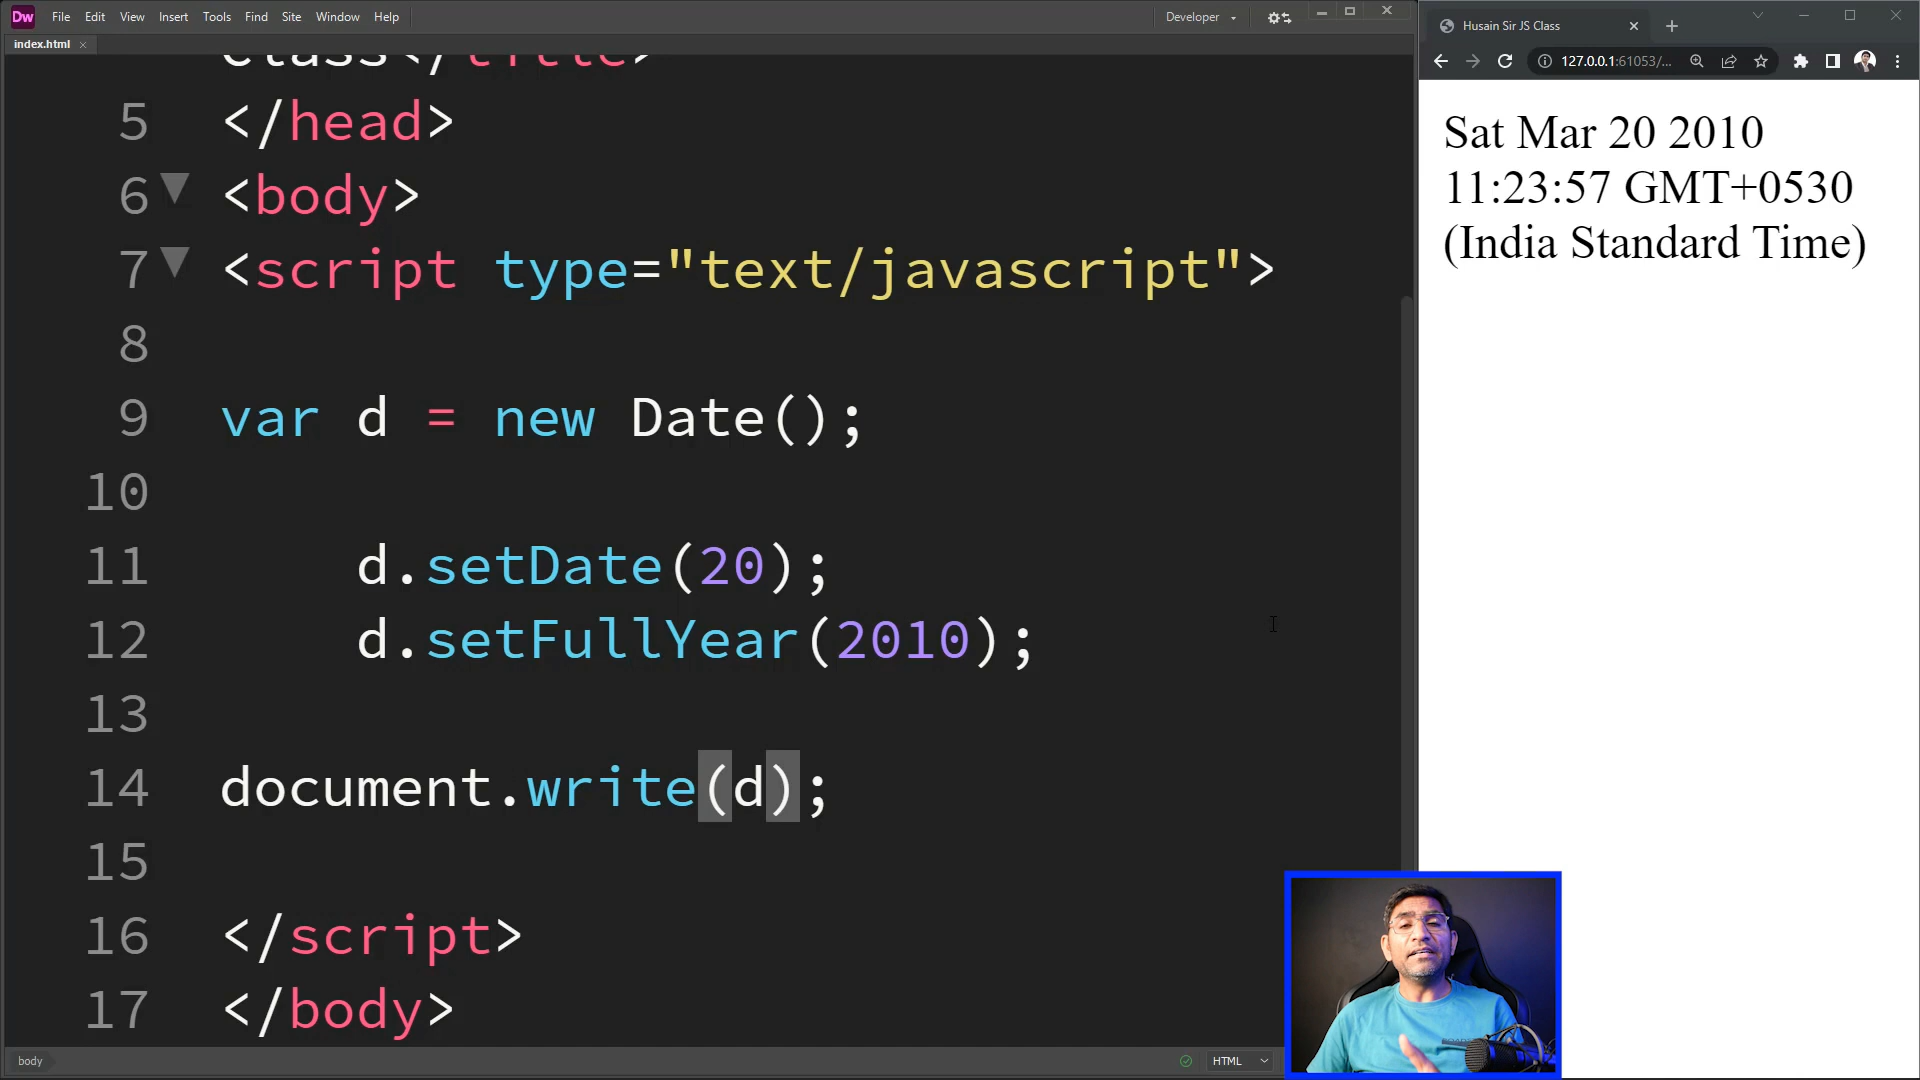 Dw File Edit View Insert Tools Find Site Window Help Developer
index.html
5 </head>
6 <body>
7 <script type="text/javascript">
8
9 var d = new Date();
10
11 d.setDate(20);
12 d.setFullYear(2010);
13
14 document.write(d);
15
16 </script>
17 </body>
body HTML
Husain Sir JS Class
127.0.0.1:61053/...
Sat Mar 20 2010
11:23:57 GMT+0530
(India Standard Time)